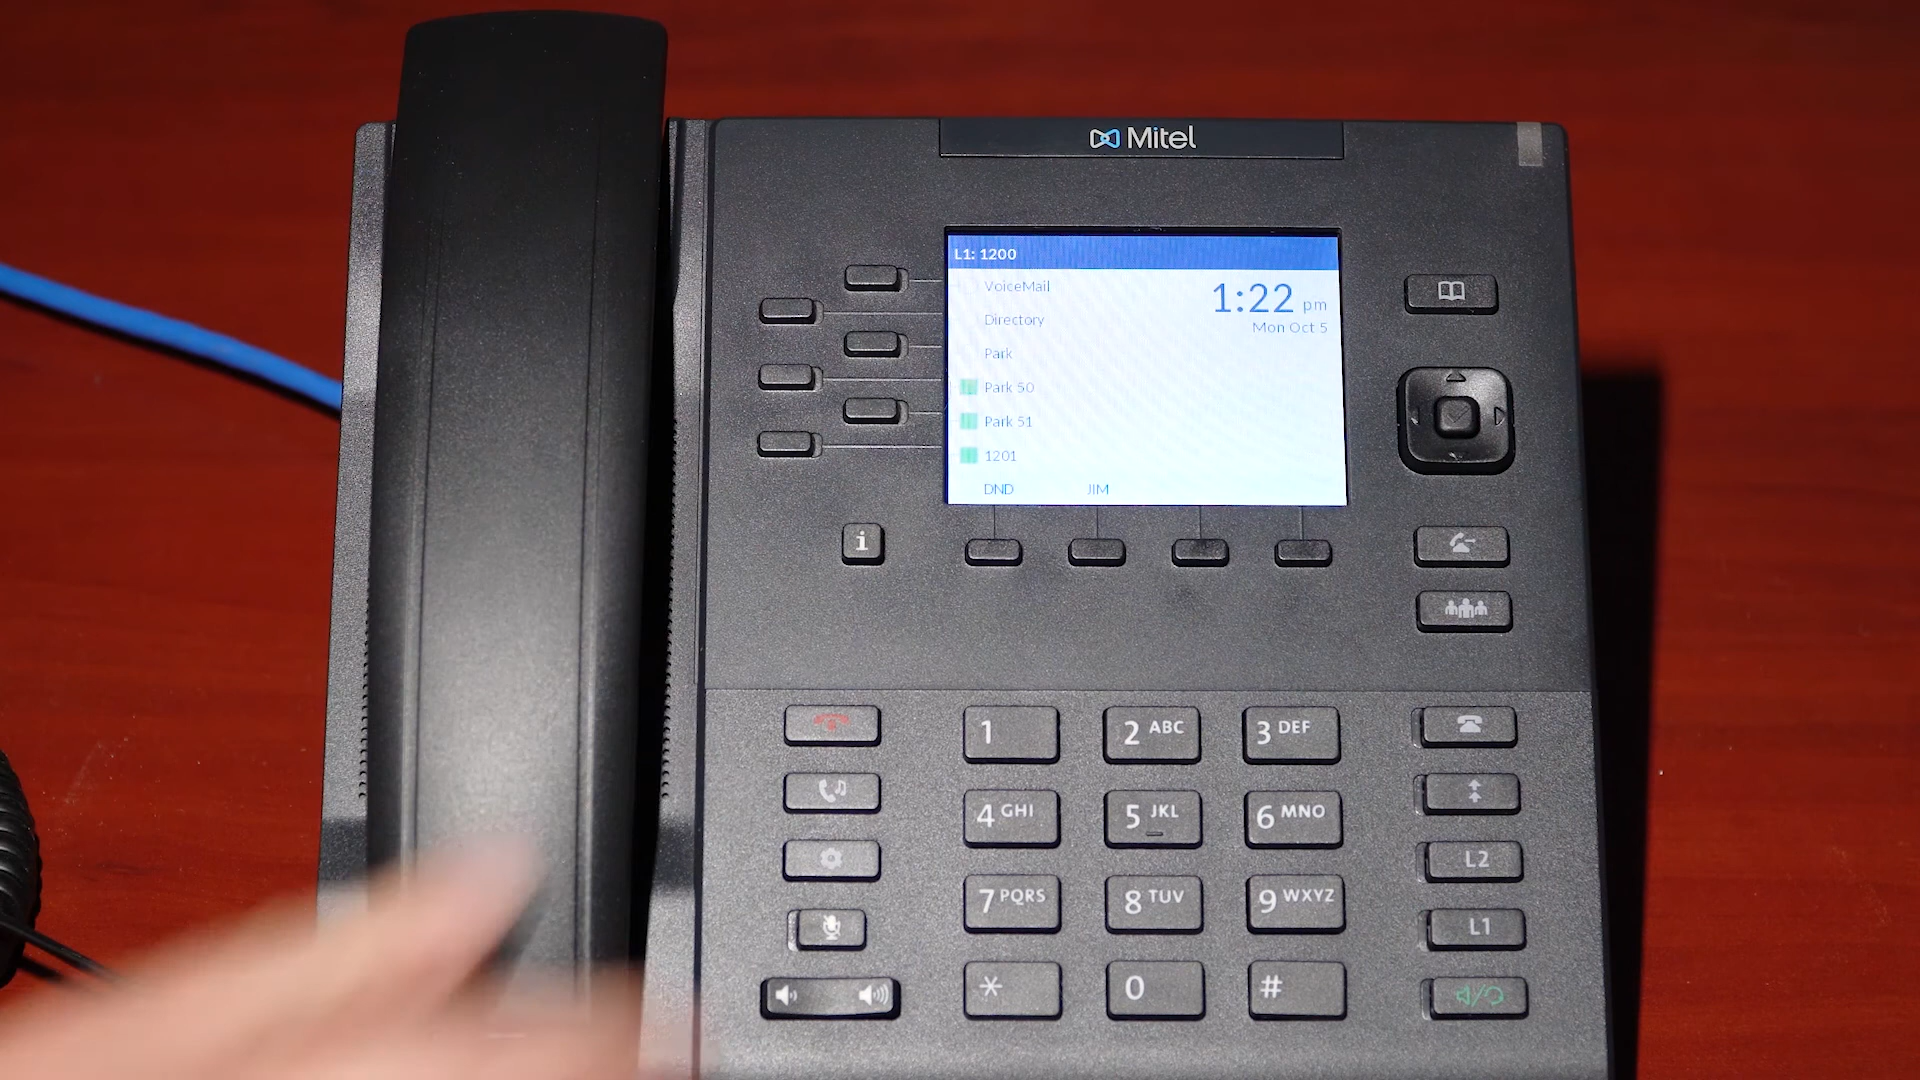 Mitel
L1: 1200
VoiceMail
1:22 pm
Mon Oct 5
Directory
Park
Park 50
Park 51
1201
DND JIM
i
1 2 ABC 3 DEF
4 GHI 5 JKL 6 MNO
L2
7 PQRS 8 TUV 9 WXYZ
L1
* 0 #